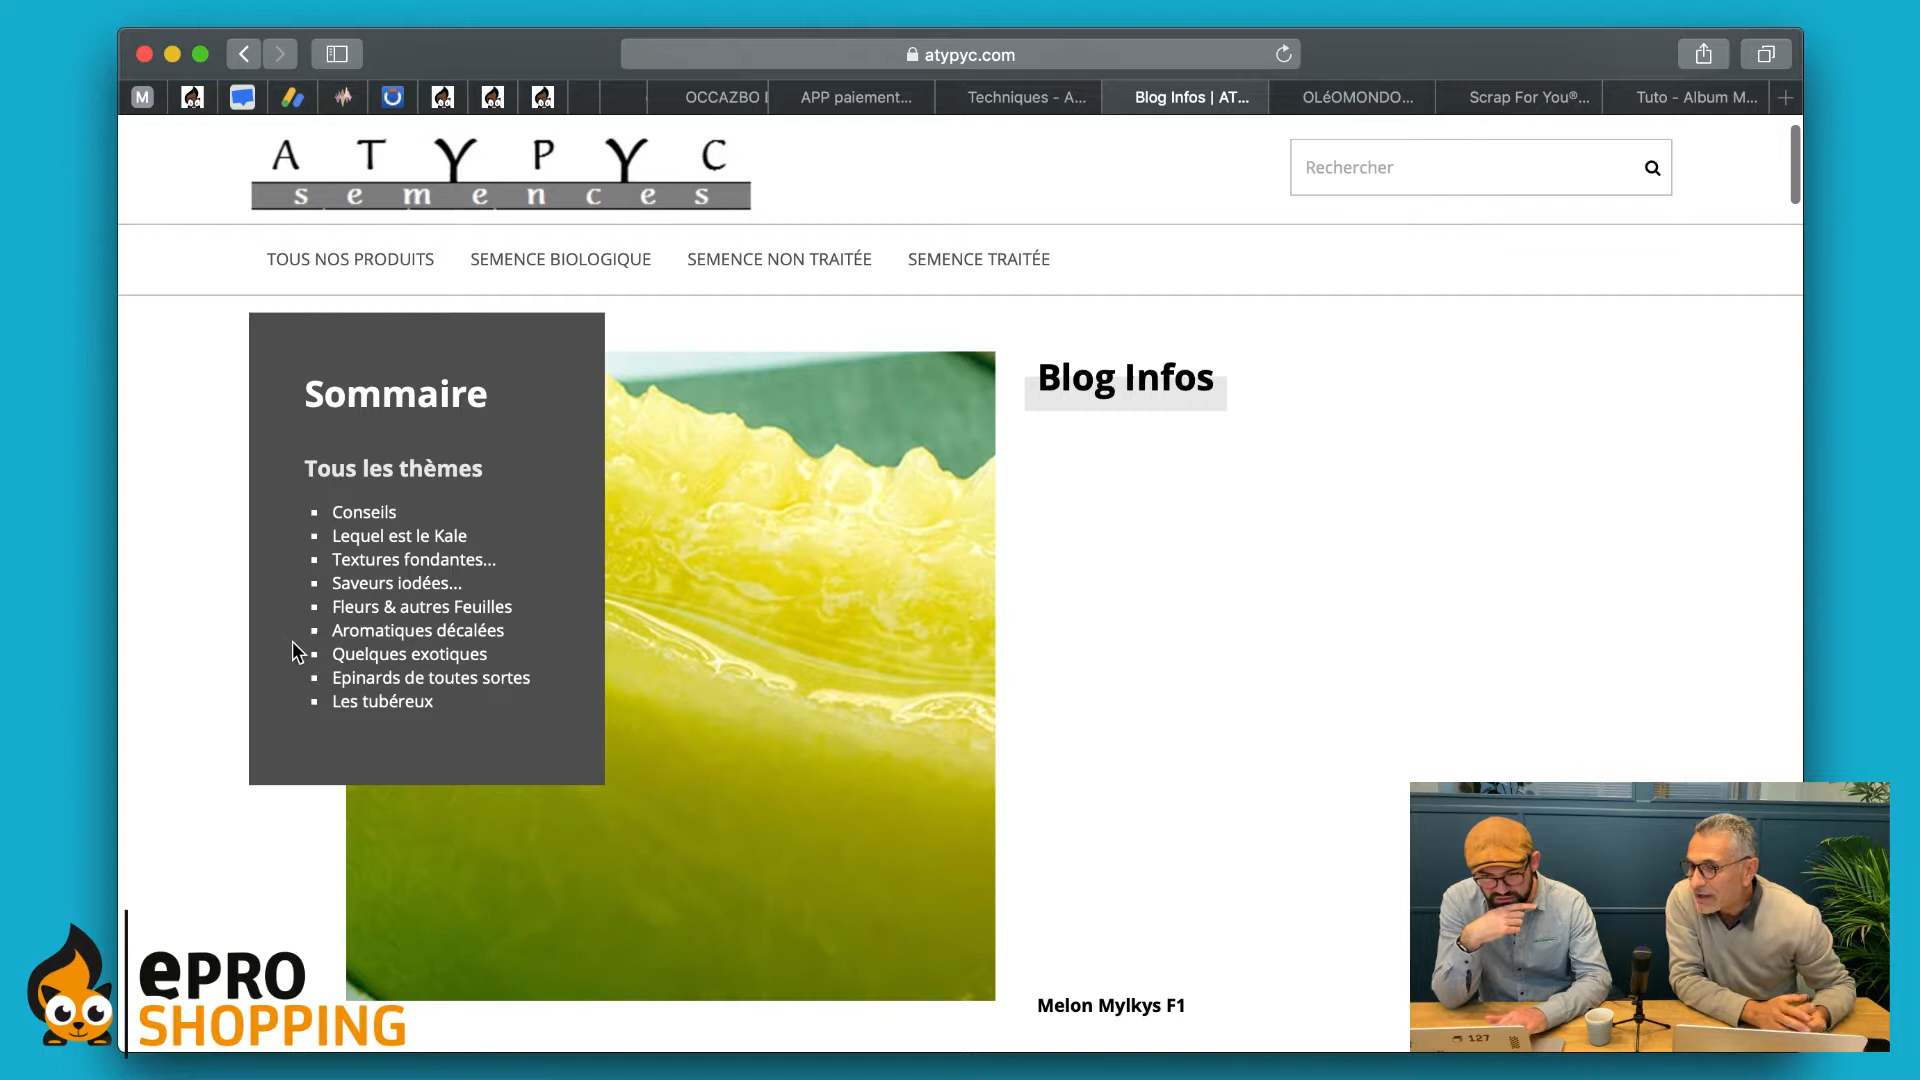 atypyc.com
M
OCCAZBO I
APP paiement...
Techniques - A...
Blog Infos | AT...
OLéOMONDO...
Scrap For You®...
Tuto - Album M...
ATYPYC
semences
Rechercher
TOUS NOS PRODUITS
SEMENCE BIOLOGIQUE
SEMENCE NON TRAITÉE
SEMENCE TRAITÉE
Sommaire
Tous les thèmes
Conseils
Lequel est le Kale
Textures fondantes...
Saveurs iodées...
Fleurs & autres Feuilles
Aromatiques décalées
Quelques exotiques
Epinards de toutes sortes
Les tubéreux
Blog Infos
Melon Mylkys F1
ePRO
SHOPPING
127